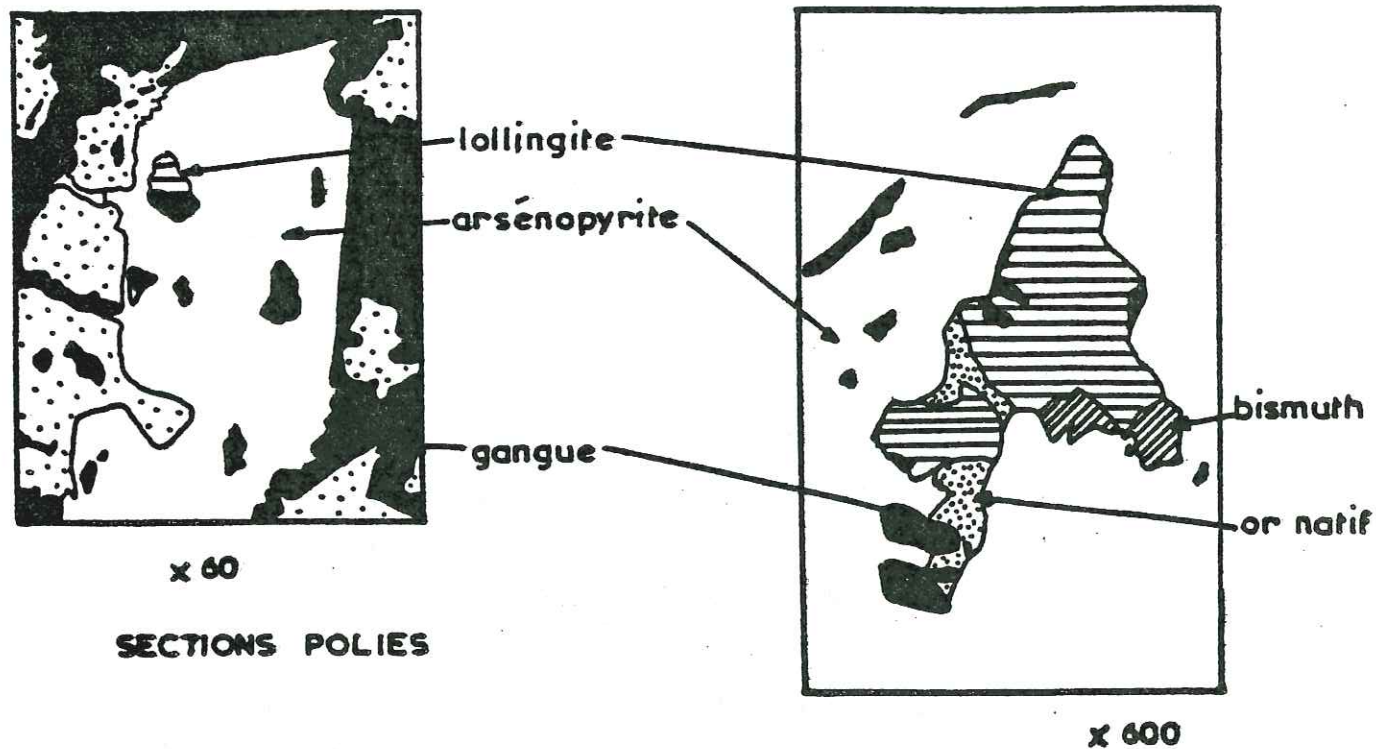 lollingite
arsénopyrite
gangue
bismuth
or natif
x 60
SECTIONS POLIES
x 600